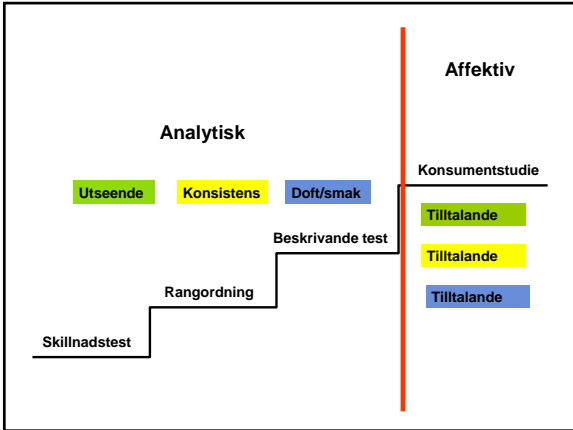 Affektiv
Analytisk
Konsumentstudie
Utseende
Konsistens
Doft/smak
Tilltalande
Beskrivande test
Tilltalande
Rangordning
Tilltalande
Skillnadstest